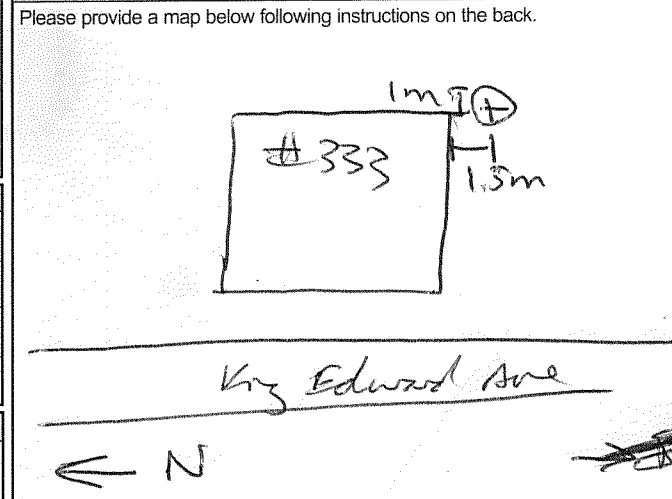 Please provide a map below following instructions on the back.
1m
#333
1.5m
King Edward Ave
N